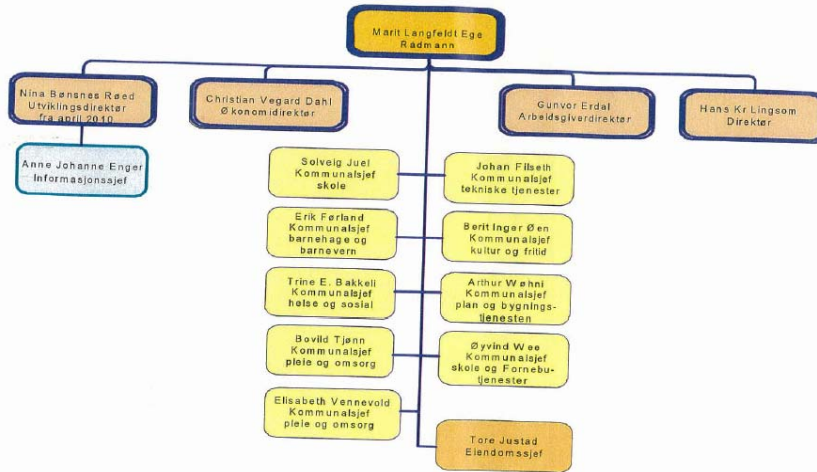 Marit Langfeldt Ege
Rådmann
Nina Bønsnes Røed
Utviklingsdirektør
fra april 2010
Christian Vegard Dahl
Økonomidirektør
Gunvor Erdal
Arbeidsgiverdirektør
Hans Kr Lingsom
Direktør
Anne Johanne Enger
Informasjonssjef
Solveig Juel
Kommunalsjef
skole
Johan Filseth
Kommunalsjef
tekniske tjenester
Erik Førland
Kommunalsjef
barnehage og
barnevern
Berit Inger Øen
Kommunalsjef
kultur og fritid
Trine E. Bakkeli
Kommunalsjef
helse og sosial
Arthur Wøhni
Kommunalsjef
plan og bygnings-
tjenesten
Bovild Tjønn
Kommunalsjef
pleie og omsorg
Øyvind Wee
Kommunalsjef
skole og Fornebu-
tjenester
Elisabeth Vennevold
Kommunalsjef
pleie og omsorg
Tore Justad
Eiendomssjef